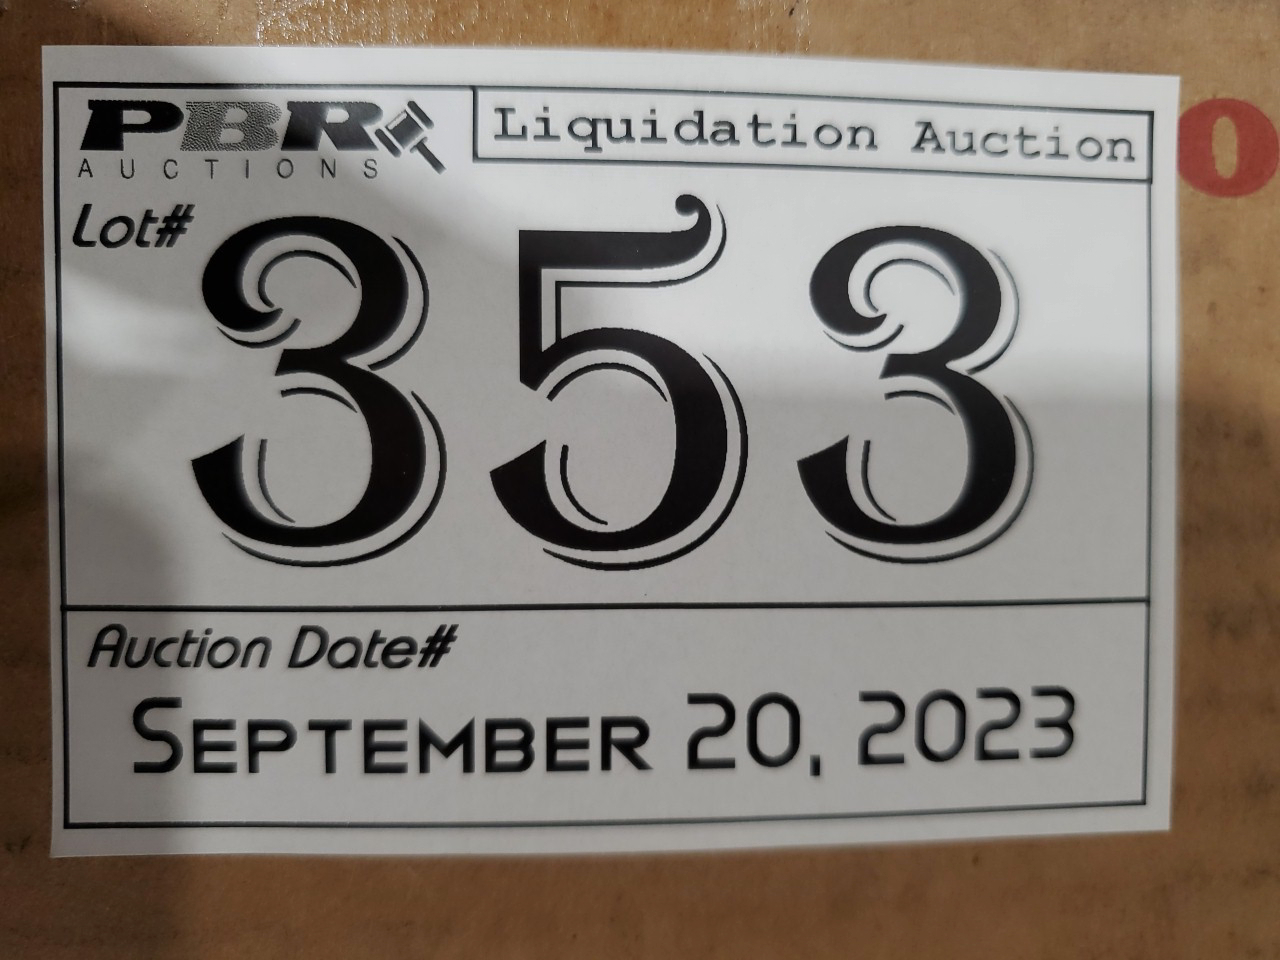 PBR
AUCTIONS
Liquidation Auction
Lot#
353
Auction Date#
September 20, 2023
O